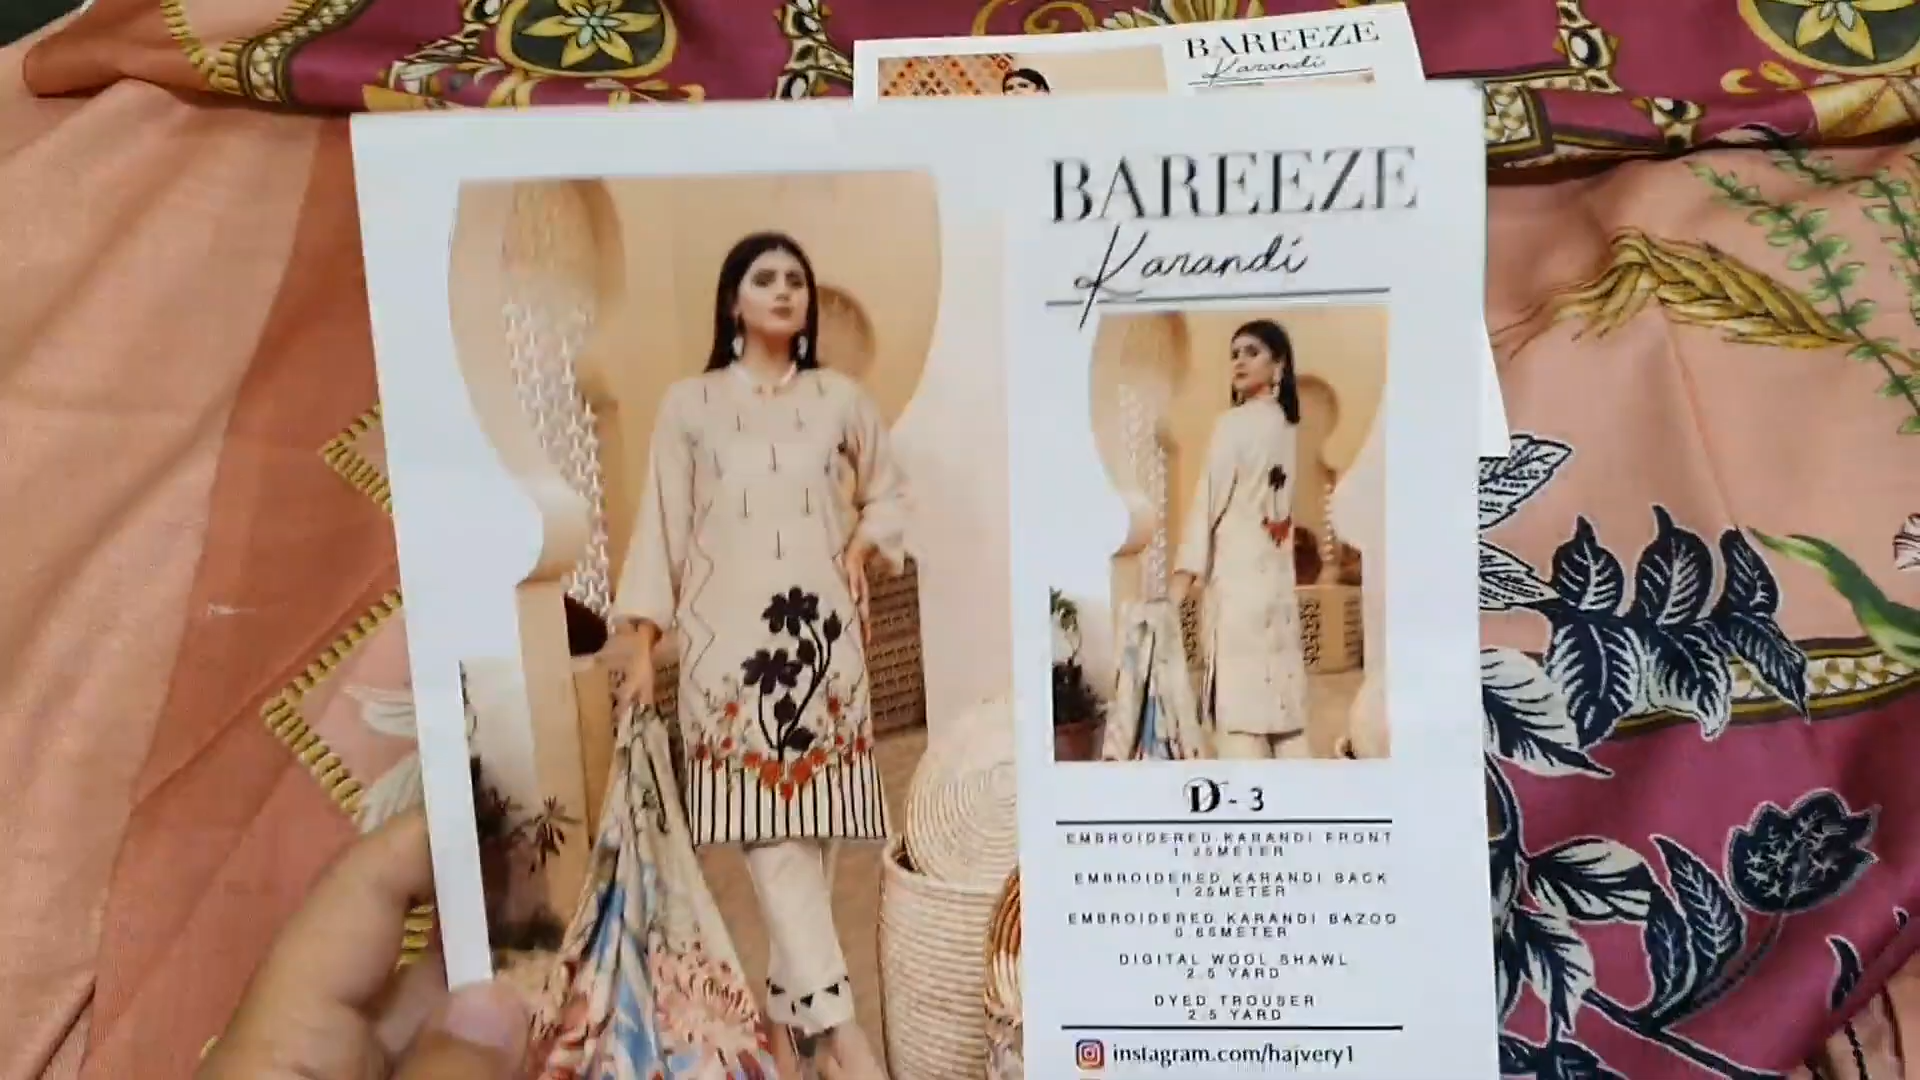 BAREEZE
Karandi
BAREEZE
Karandi
D - 3
EMBROIDERED KARANDI FRONT
1.25METER
EMBROIDERED KARANDI BACK
1.25METER
EMBROIDERED KARANDI BAZOO
0.65METER
DIGITAL WOOL SHAWL
2.5 YARD
DYED TROUSER
2.5 YARD
instagram.com/hajvery1